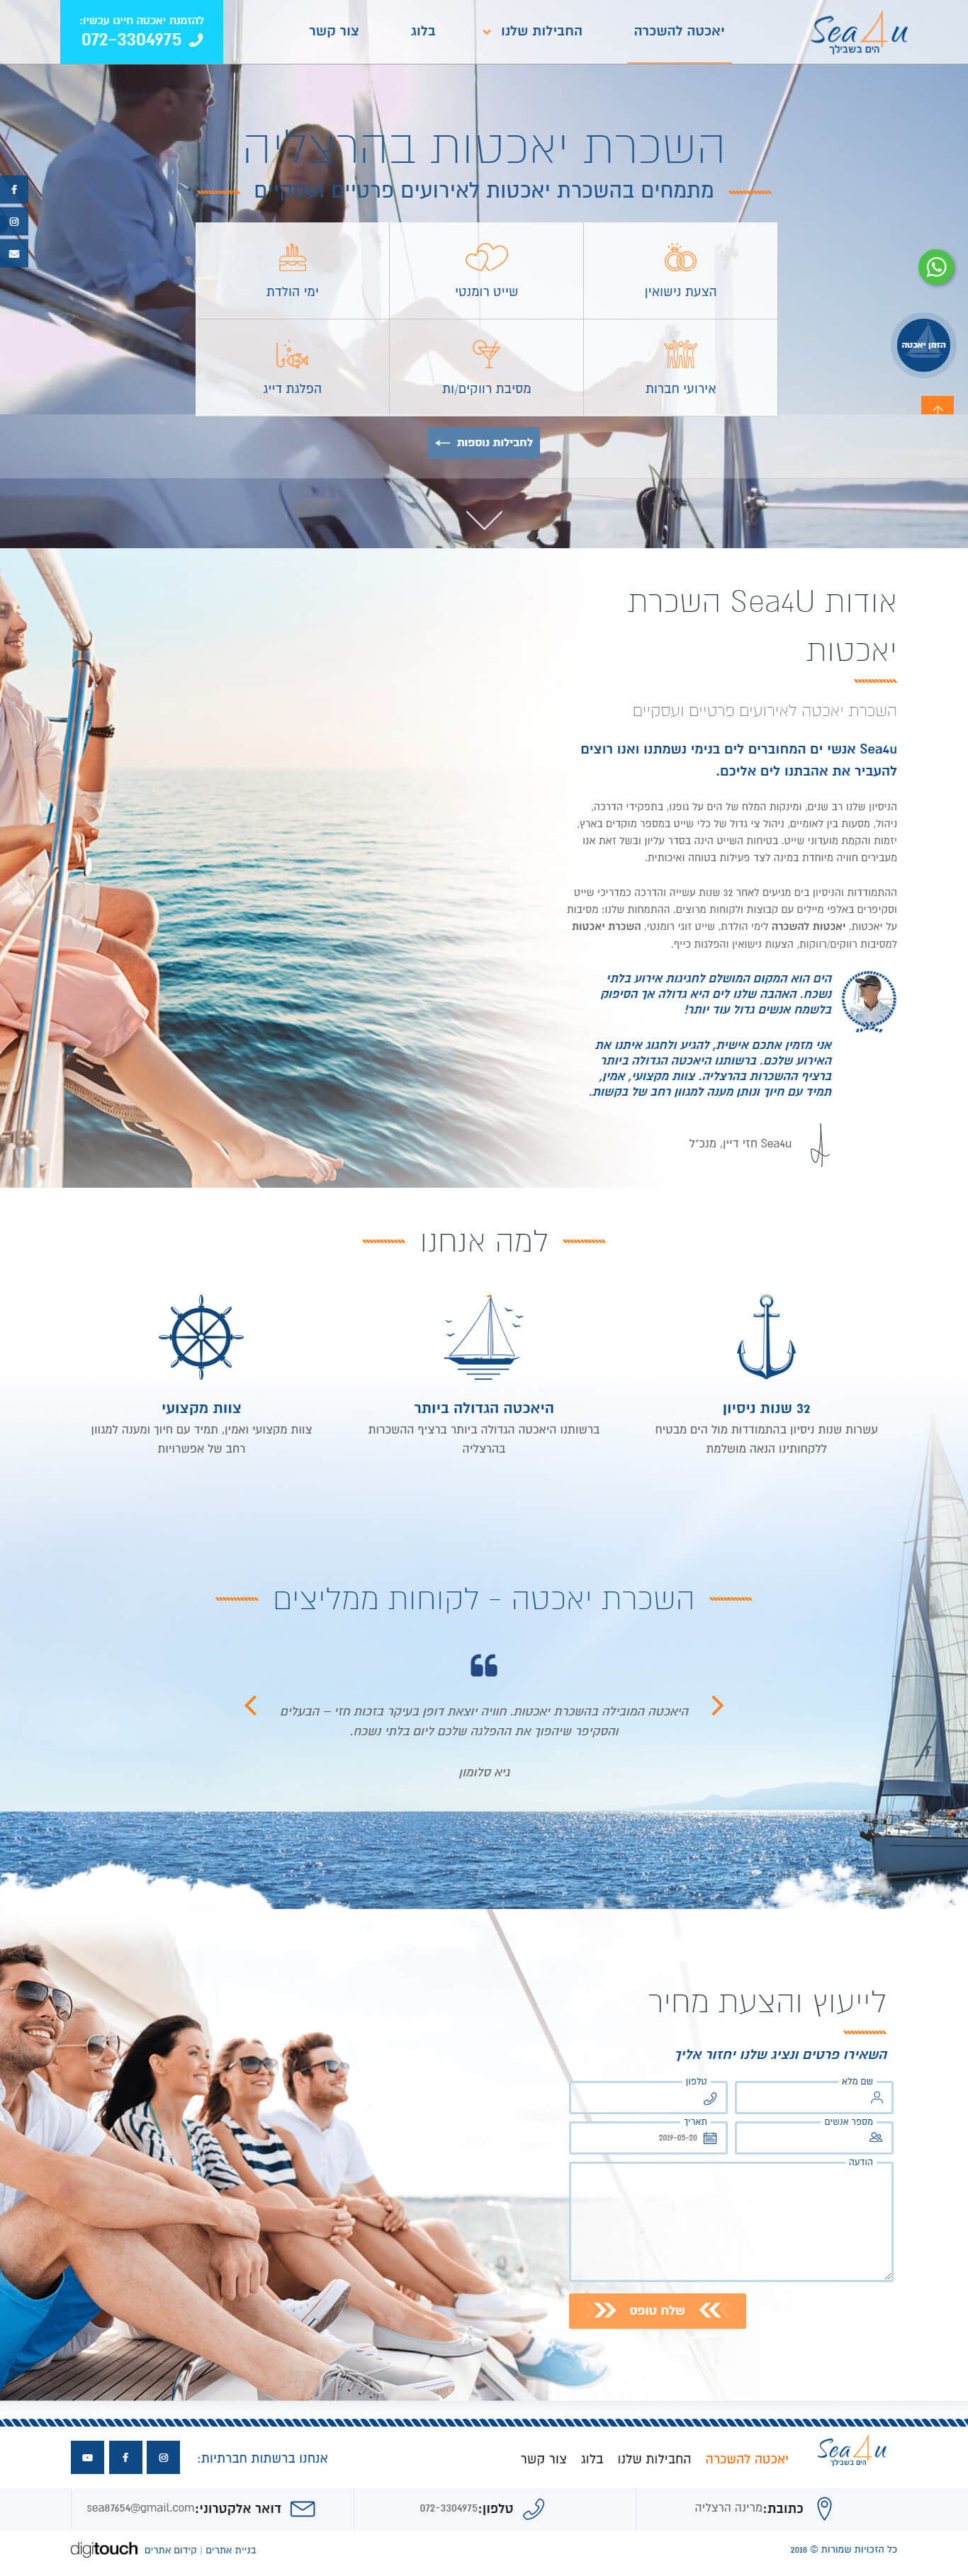 Sea4u
הים בשבילך
יאכטה להשכרה
החבילות שלנו
בלוג
צור קשר
להזמנת יאכטה חייגו עכשיו:
072-3304975
השכרת יאכטות בהרצליה
מתמחים בהשכרת יאכטות לאירועים פרטיים ועסקיים
הצעת נישואין
שייט רומנטי
ימי הולדת
אירועי חברות
מסיבת רווקים/ות
הפלגת דייג
הזמן יאכטה
לחבילות נוספות
אודות Sea4U השכרת
יאכטות
השכרת יאכטה לאירועים פרטיים ועסקיים
Sea4u אנשי ים המחוברים לים בנימי נשמתנו ואנו רוצים
להעביר את אהבתנו לים אליכם.
הניסיון שלנו רב שנים, ומינקות המלח של הים על גופנו, בתפקידי הדרכה,
ניהול, מסעות בין לאומיים, ניהול צי גדול של כלי שייט במספר מוקדים בארץ,
יזמות והקמת מועדוני שייט. בטיחות השייט הינה בסדר עליון ובשל זאת אנו
מעבירים חוויה מיוחדת במינה לצד פעילות בטוחה ואיכותית.
ההתמודדות והניסיון בים מגיעים לאחר 32 שנות עשייה והדרכה כמדריכי שייט
וסקיפרים באלפי מיילים עם קבוצות ולקוחות מרוצים. ההתמחות שלנו: מסיבות
על יאכטות, יאכטות להשכרה לימי הולדת, שייט זוגי רומנטי, השכרת יאכטות
למסיבות רווקים/רווקות, הצעות נישואין והפלגות כייף.
הים הוא המקום המושלם לחגיגות אירוע בלתי
נשכח. האהבה שלנו לים היא גדולה אך הסיפוק
בלשמח אנשים גדול עוד יותר!
אני מזמין אתכם אישית, להגיע ולחגוג איתנו את
האירוע שלכם. ברשותנו היאכטה הגדולה ביותר
ברציף ההשכרות בהרצליה. צוות מקצועי, אמין,
תמיד עם חיוך ונותן מענה למגוון רחב של בקשות.
Sea4u חזי דיין, מנכ"ל
למה אנחנו
32 שנות ניסיון
עשרות שנות ניסיון בהתמודדות מול הים מבטיח
ללקוחותינו הנאה מושלמת
היאכטה הגדולה ביותר
ברשותנו היאכטה הגדולה ביותר ברציף ההשכרות
בהרצליה
צוות מקצועי
צוות מקצועי ואמין, תמיד עם חיוך ומענה למגוון
רחב של אפשרויות
השכרת יאכטה - לקוחות ממליצים
היאכטה המובילה בהשכרת יאכטות. חוויה יוצאת דופן בעיקר בזכות חזי – הבעלים
והסקיפר שיהפוך את ההפלגה שלכם ליום בלתי נשכח.
גיא סלומון
לייעוץ והצעת מחיר
השאירו פרטים ונציג שלנו יחזור אליך
שם מלא
טלפון
מספר אנשים
תאריך
2019-05-20
הודעה
שלח טופס
Sea4u
הים בשבילך
יאכטה להשכרה
החבילות שלנו
בלוג
צור קשר
אנחנו ברשתות חברתיות:
כתובת:מרינה הרצליה
טלפון:072-3304975
דואר אלקטרוני:sea87654@gmail.com
כל הזכויות שמורות © 2018
בניית אתרים | קידום אתרים digitouch